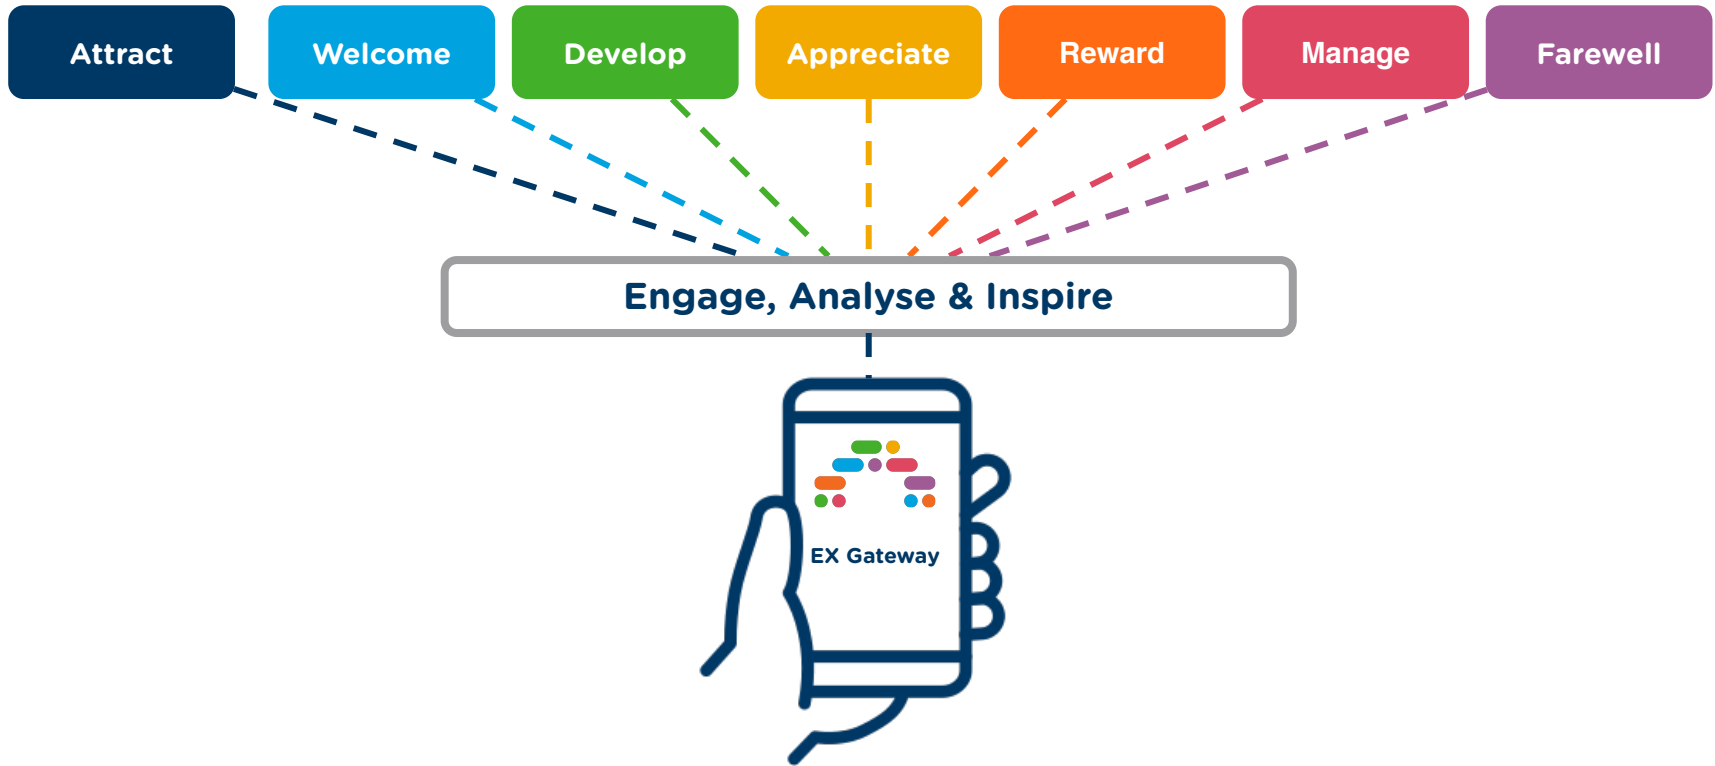 Attract
Welcome
Develop
Appreciate
Reward
Manage
Farewell
Engage, Analyse & Inspire
EX Gateway